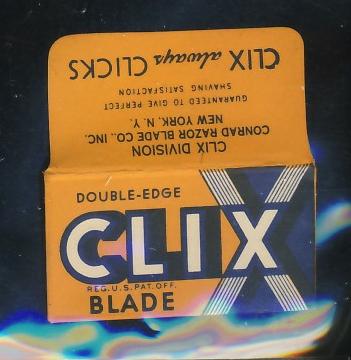 CLIX always CLICKS
GUARANTEED TO GIVE PERFECT
SHAVING SATISFACTION
CLIX DIVISION
CONRAD RAZOR BLADE CO., INC.
NEW YORK, N. Y.
DOUBLE-EDGE
CLIX
REG. U.S. PAT. OFF.
BLADE